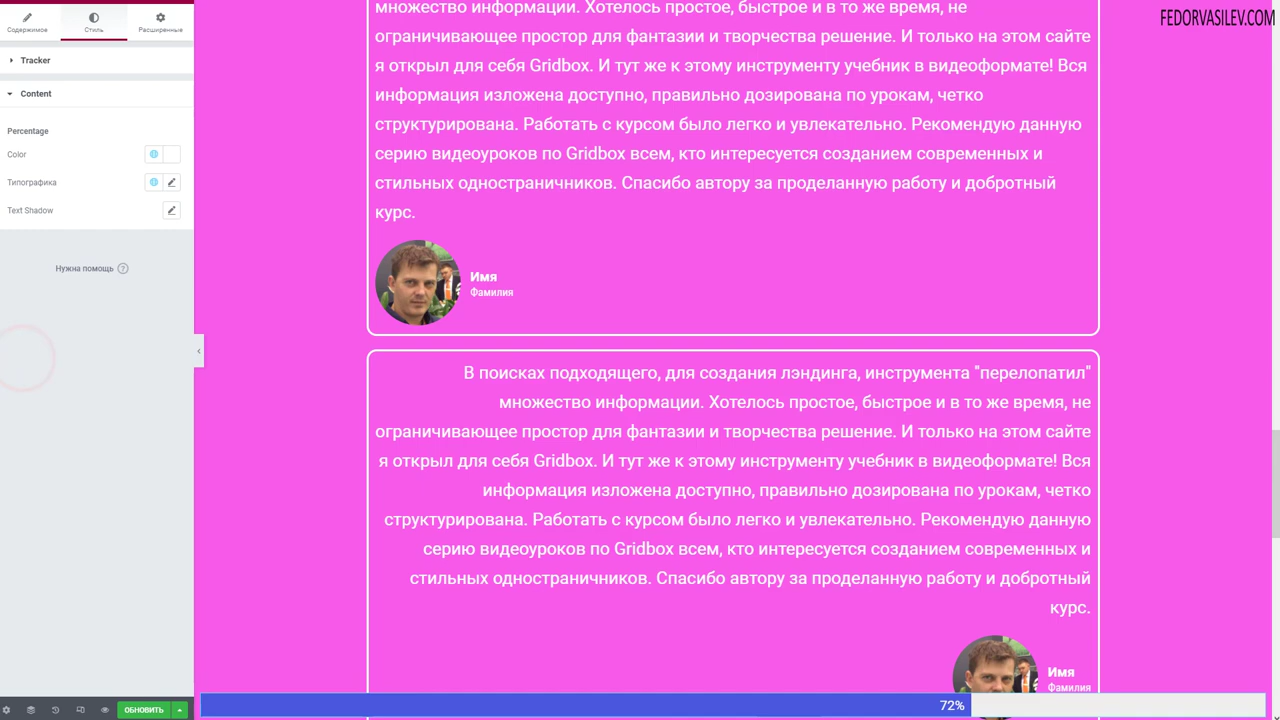 FEDORVASILEV.COM
Содержимое
Стиль
Расширенные
Tracker
Content
Percentage
Color
Типографика
Text Shadow
Нужна помощь ?
ОБНОВИТЬ
множество информации. Хотелось простое, быстрое и в то же время, не
ограничивающее простор для фантазии и творчества решение. И только на этом сайте
я открыл для себя Gridbox. И тут же к этому инструменту учебник в видеоформате! Вся
информация изложена доступно, правильно дозирована по урокам, четко
структурирована. Работать с курсом было легко и увлекательно. Рекомендую данную
серию видеоуроков по Gridbox всем, кто интересуется созданием современных и
стильных одностраничников. Спасибо автору за проделанную работу и добротный
курс.
Имя
Фамилия
В поисках подходящего, для создания лэндинга, инструмента "перелопатил"
множество информации. Хотелось простое, быстрое и в то же время, не
ограничивающее простор для фантазии и творчества решение. И только на этом сайте
я открыл для себя Gridbox. И тут же к этому инструменту учебник в видеоформате! Вся
информация изложена доступно, правильно дозирована по урокам, четко
структурирована. Работать с курсом было легко и увлекательно. Рекомендую данную
серию видеоуроков по Gridbox всем, кто интересуется созданием современных и
стильных одностраничников. Спасибо автору за проделанную работу и добротный
курс.
Имя
Фамилия
72%